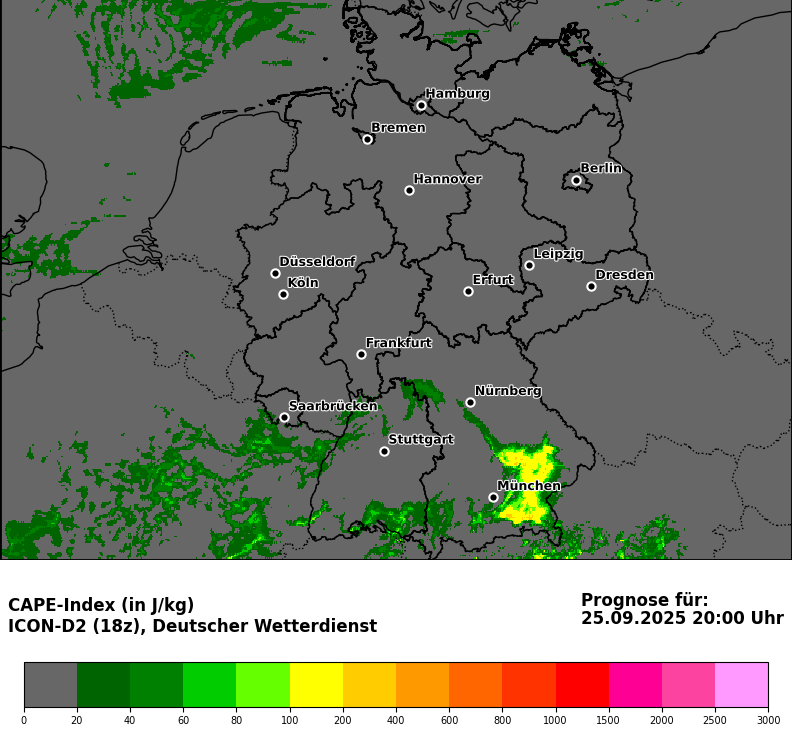 Hamburg
Bremen
Hannover
Berlin
Düsseldorf
Köln
Leipzig
Erfurt
Dresden
Frankfurt
Nürnberg
Saarbrücken
Stuttgart
München
CAPE-Index (in J/kg)
ICON-D2 (18z), Deutscher Wetterdienst
Prognose für:
25.09.2025 20:00 Uhr
0 20 40 60 80 100 200 400 600 800 1000 1500 2000 2500 3000